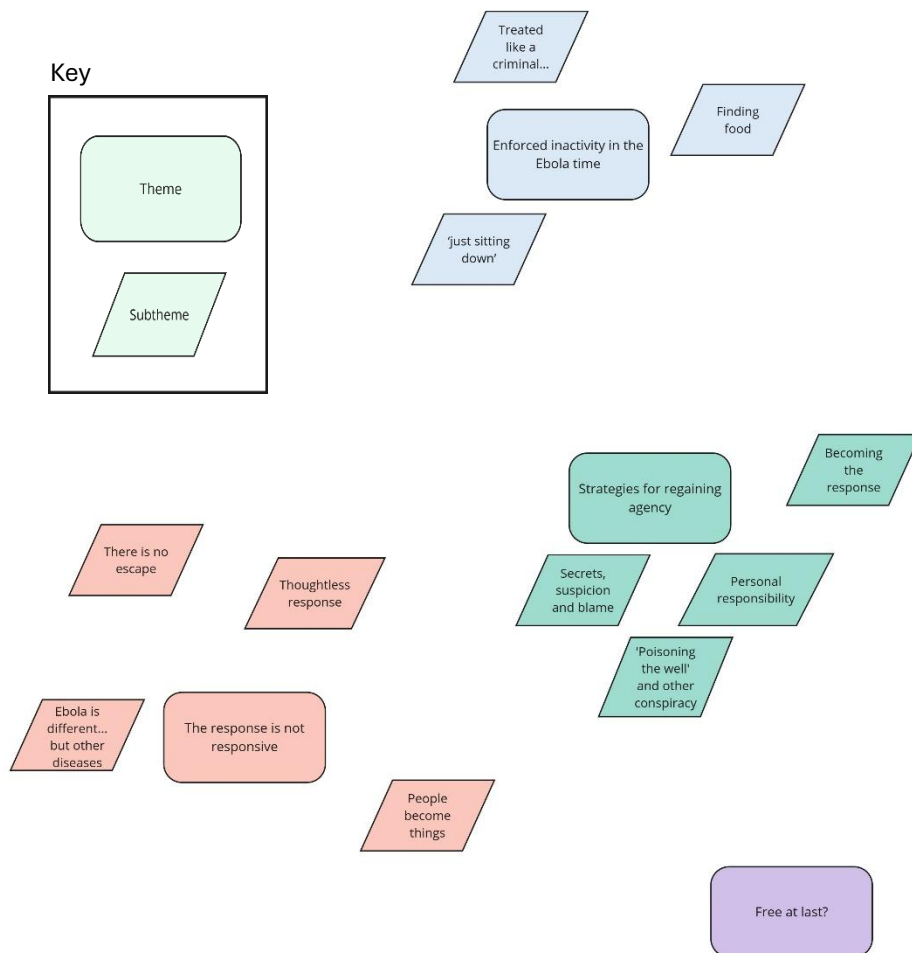 Key
Theme
Subtheme
Treated
like a
criminal...
Finding
food
Enforced inactivity in the
Ebola time
‘just sitting
down’
Becoming
the
response
Strategies for regaining
agency
Secrets,
suspicion
and blame
Personal
responsibility
'Poisoning
the well'
and other
conspiracy
There is no
escape
Thoughtless
response
Ebola is
different...
but other
diseases
The response is not
responsive
People
become
things
Free at last?